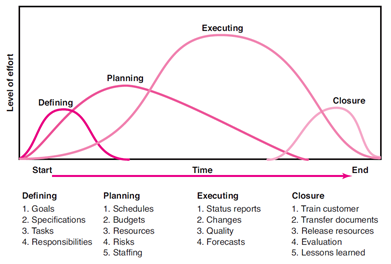 Executing
Planning
Defining
Closure
Level of effort
Start Time End
Defining Planning Executing Closure
1. Goals 1. Schedules 1. Status reports 1. Train customer
2. Specifications 2. Budgets 2. Changes 2. Transfer documents
3. Tasks 3. Resources 3. Quality 3. Release resources
4. Responsibilities 4. Risks 4. Forecasts 4. Evaluation
5. Staffing 5. Lessons learned